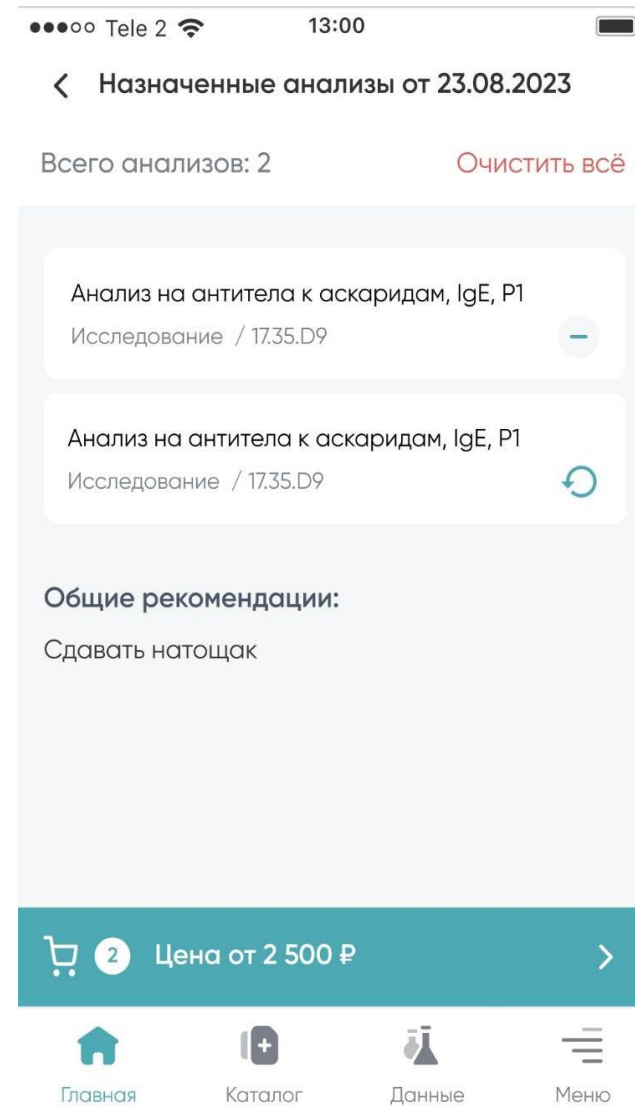 Tele 2 13:00
Назначенные анализы от 23.08.2023
Всего анализов: 2 Очистить всё
Анализ на антитела к аскаридам, IgE, P1
Исследование / 17.35.D9
Анализ на антитела к аскаридам, IgE, P1
Исследование / 17.35.D9
Общие рекомендации:
Сдавать натощак
2 Цена от 2 500 ₽
Главная Каталог Данные Меню